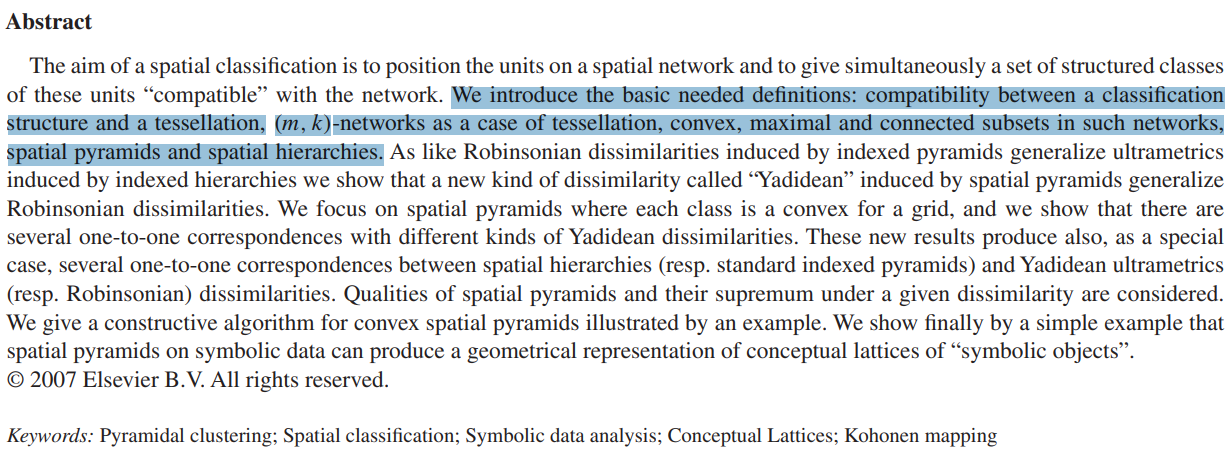 Abstract
The aim of a spatial classification is to position the units on a spatial network and to give simultaneously a set of structured classes
of these units “compatible” with the network. We introduce the basic needed definitions: compatibility between a classification
structure and a tessellation, (m, k)-networks as a case of tessellation, convex, maximal and connected subsets in such networks,
spatial pyramids and spatial hierarchies. As like Robinsonian dissimilarities induced by indexed pyramids generalize ultrametrics
induced by indexed hierarchies we show that a new kind of dissimilarity called “Yadidean” induced by spatial pyramids generalize
Robinsonian dissimilarities. We focus on spatial pyramids where each class is a convex for a grid, and we show that there are
several one-to-one correspondences with different kinds of Yadidean dissimilarities. These new results produce also, as a special
case, several one-to-one correspondences between spatial hierarchies (resp. standard indexed pyramids) and Yadidean ultrametrics
(resp. Robinsonian) dissimilarities. Qualities of spatial pyramids and their supremum under a given dissimilarity are considered.
We give a constructive algorithm for convex spatial pyramids illustrated by an example. We show finally by a simple example that
spatial pyramids on symbolic data can produce a geometrical representation of conceptual lattices of “symbolic objects”.
© 2007 Elsevier B.V. All rights reserved.
Keywords: Pyramidal clustering; Spatial classification; Symbolic data analysis; Conceptual Lattices; Kohonen mapping